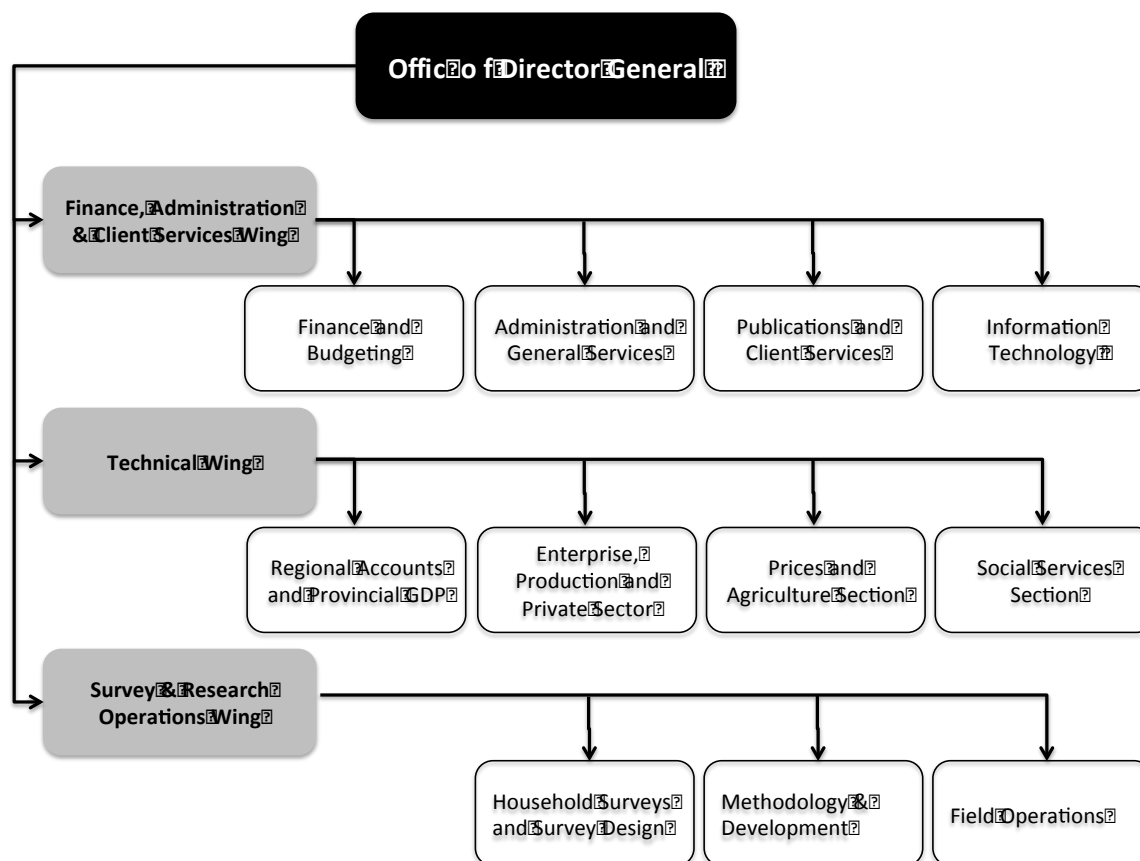 Office of Director General
Finance, Administration
& Client Services Wing
Finance and
Budgeting
Administration and
General Services
Publications and
Client Services
Information
Technology
Technical Wing
Regional Accounts
and Provincial GDP
Enterprise,
Production and
Private Sector
Prices and
Agriculture Section
Social Services
Section
Survey & Research
Operations Wing
Household Surveys
and Survey Design
Methodology &
Development
Field Operations